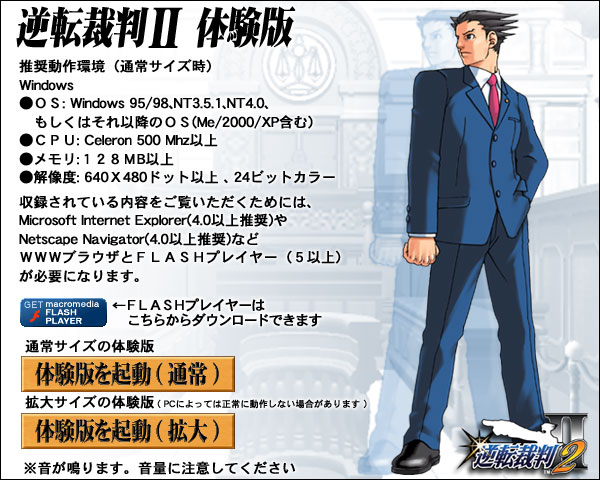 逆転裁判Ⅱ 体験版
推奨動作環境（通常サイズ時）
Windows
●ＯＳ: Windows 95/98､NT3.5.1､NT4.0､
もしくはそれ以降のＯＳ(Me/2000/XP含む)
●ＣＰＵ: Celeron 500 Mhz以上
●メモリ:１２８MB以上
●解像度: 640X480ドット以上 、24ビットカラー
収録されている内容をご覧いただくためには、
Microsoft Internet Explorer(4.0以上推奨)や
Netscape Navigator(4.0以上推奨)など
ＷＷＷブラウザとＦＬＡＳＨプレイヤー（５以上）
が必要になります。
GET macromedia
FLASH
PLAYER
←ＦＬＡＳＨプレイヤーは
こちらからダウンロードできます
通常サイズの体験版
体験版を起動 ( 通常 )
拡大サイズの体験版 ( PCによっては正常に動作しない場合があります )
体験版を起動 ( 拡大 )
※音が鳴ります。音量に注意してください
II
逆転裁判2